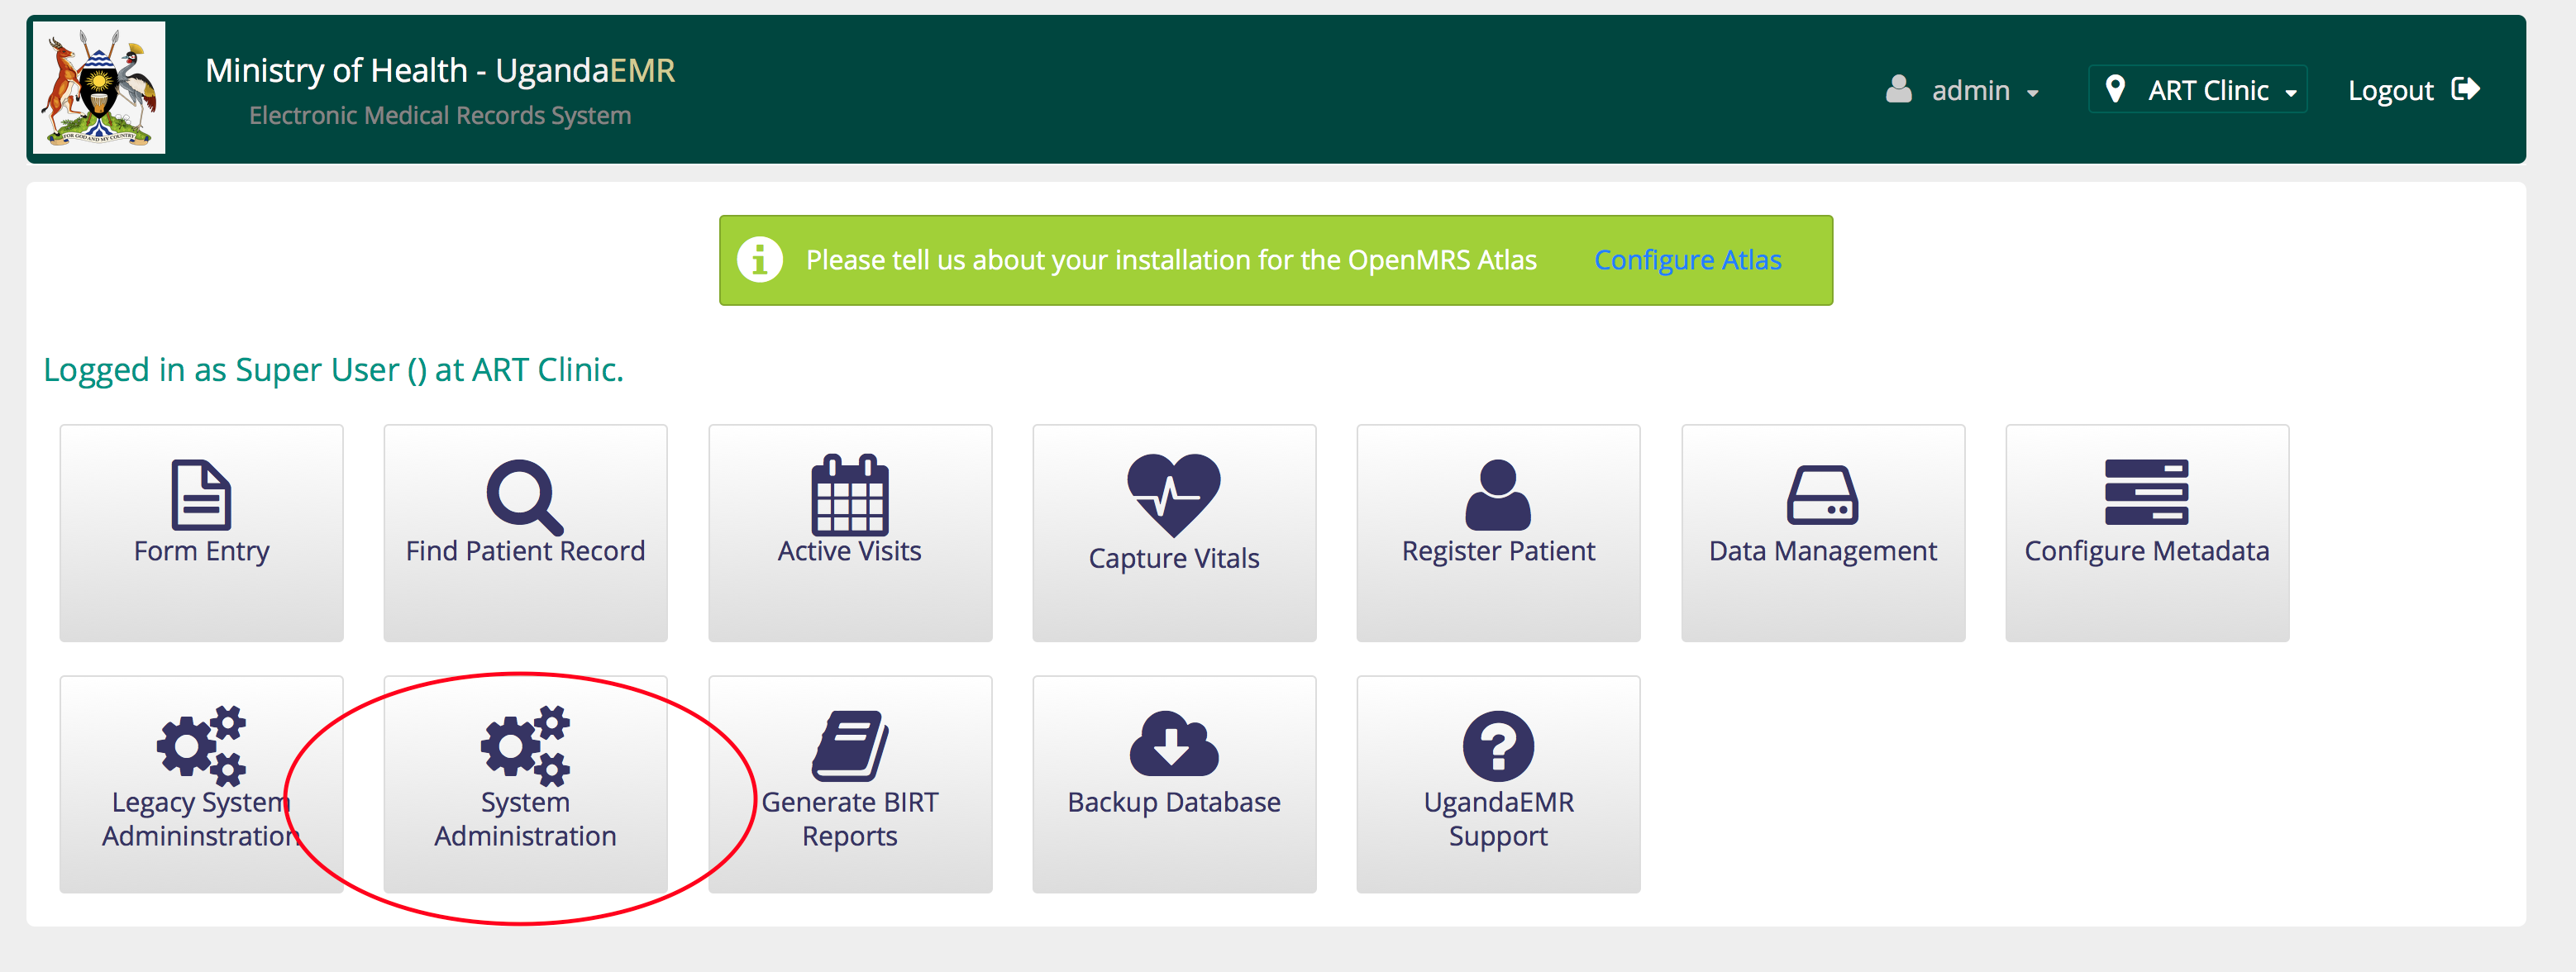 Ministry of Health - UgandaEMR
Electronic Medical Records System
FOR GOD AND MY COUNTRY
admin
ART Clinic
Logout
Please tell us about your installation for the OpenMRS Atlas
Configure Atlas
Logged in as Super User () at ART Clinic.
Form Entry
Find Patient Record
Active Visits
Capture Vitals
Register Patient
Data Management
Configure Metadata
Legacy System
Admininstration
System
Administration
Generate BIRT
Reports
Backup Database
UgandaEMR
Support